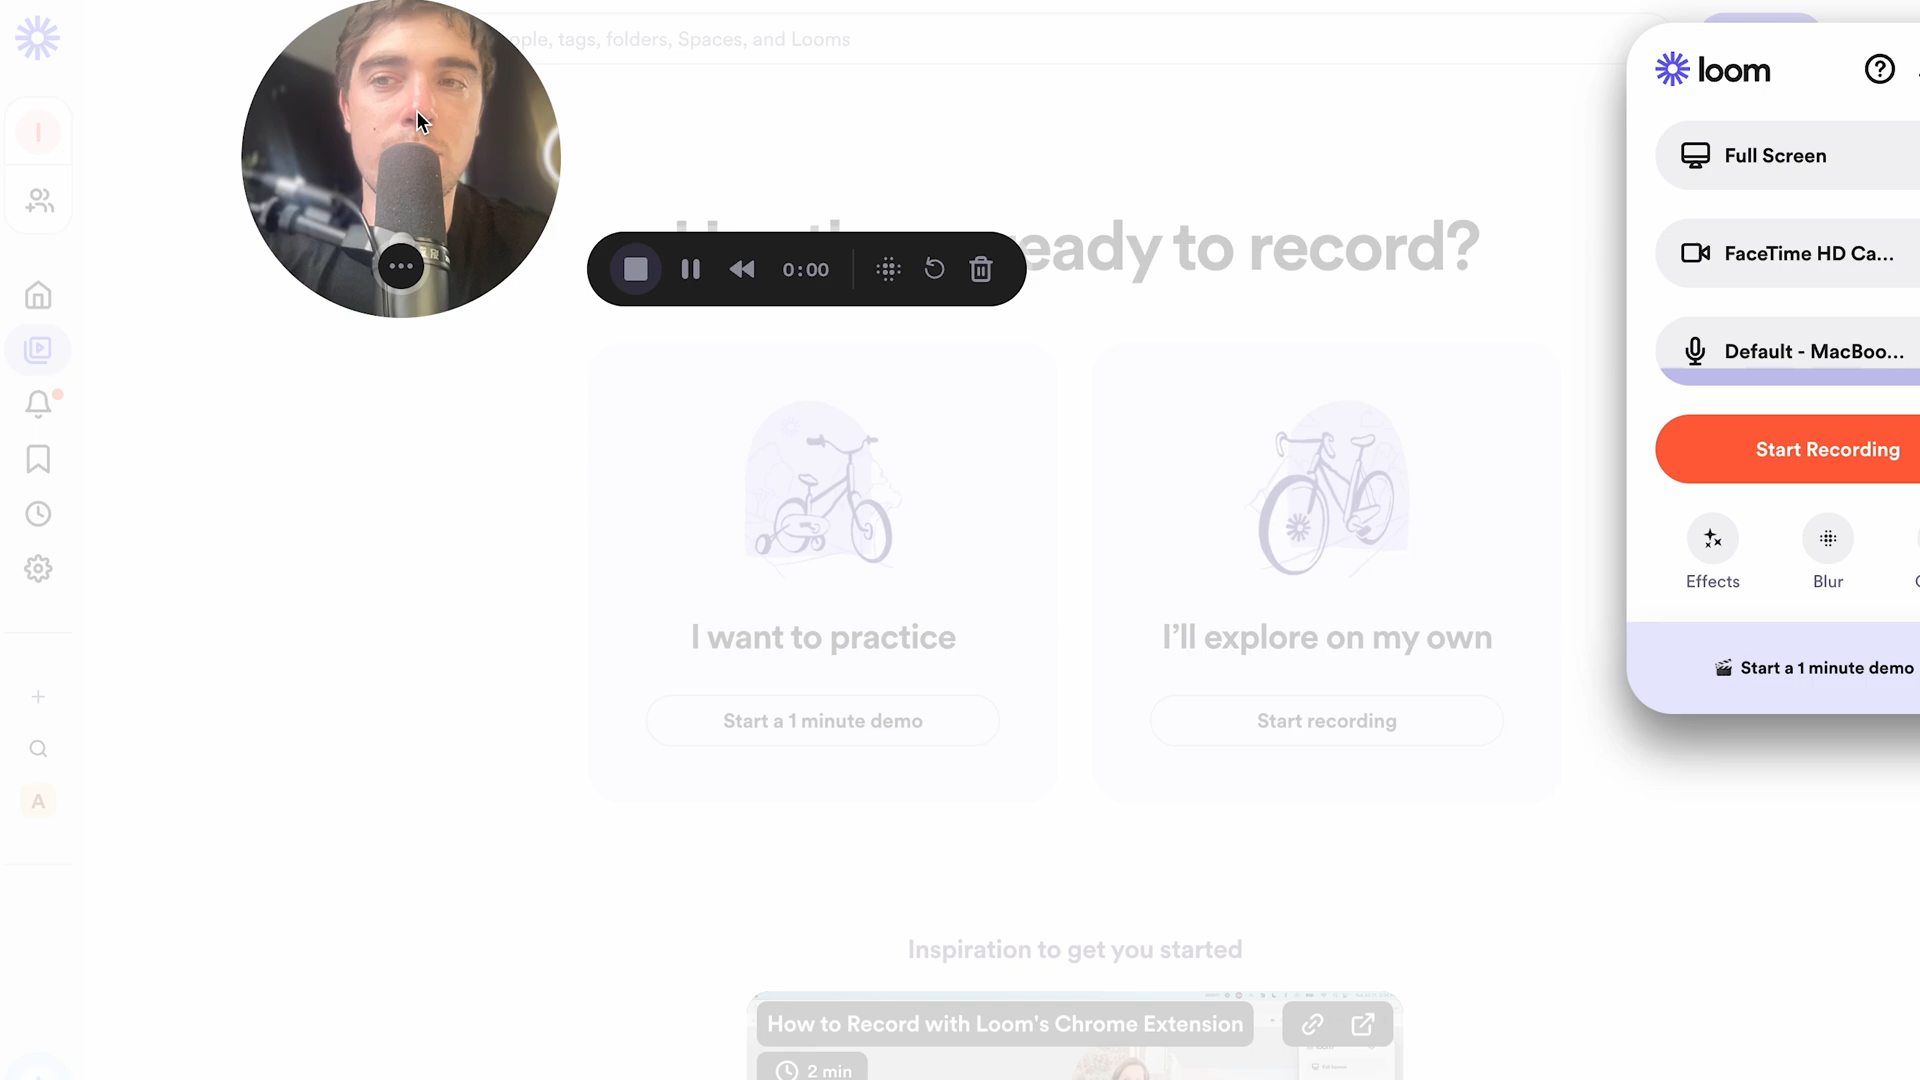 ople, tags, folders, Spaces, and Looms
loom
Full Screen
FaceTime HD Ca...
Default - MacBoo...
Start Recording
Effects
Blur
Start a 1 minute demo
eady to record?
0:00
I want to practice
Start a 1 minute demo
I'll explore on my own
Start recording
A
Inspiration to get you started
How to Record with Loom's Chrome Extension
2 min